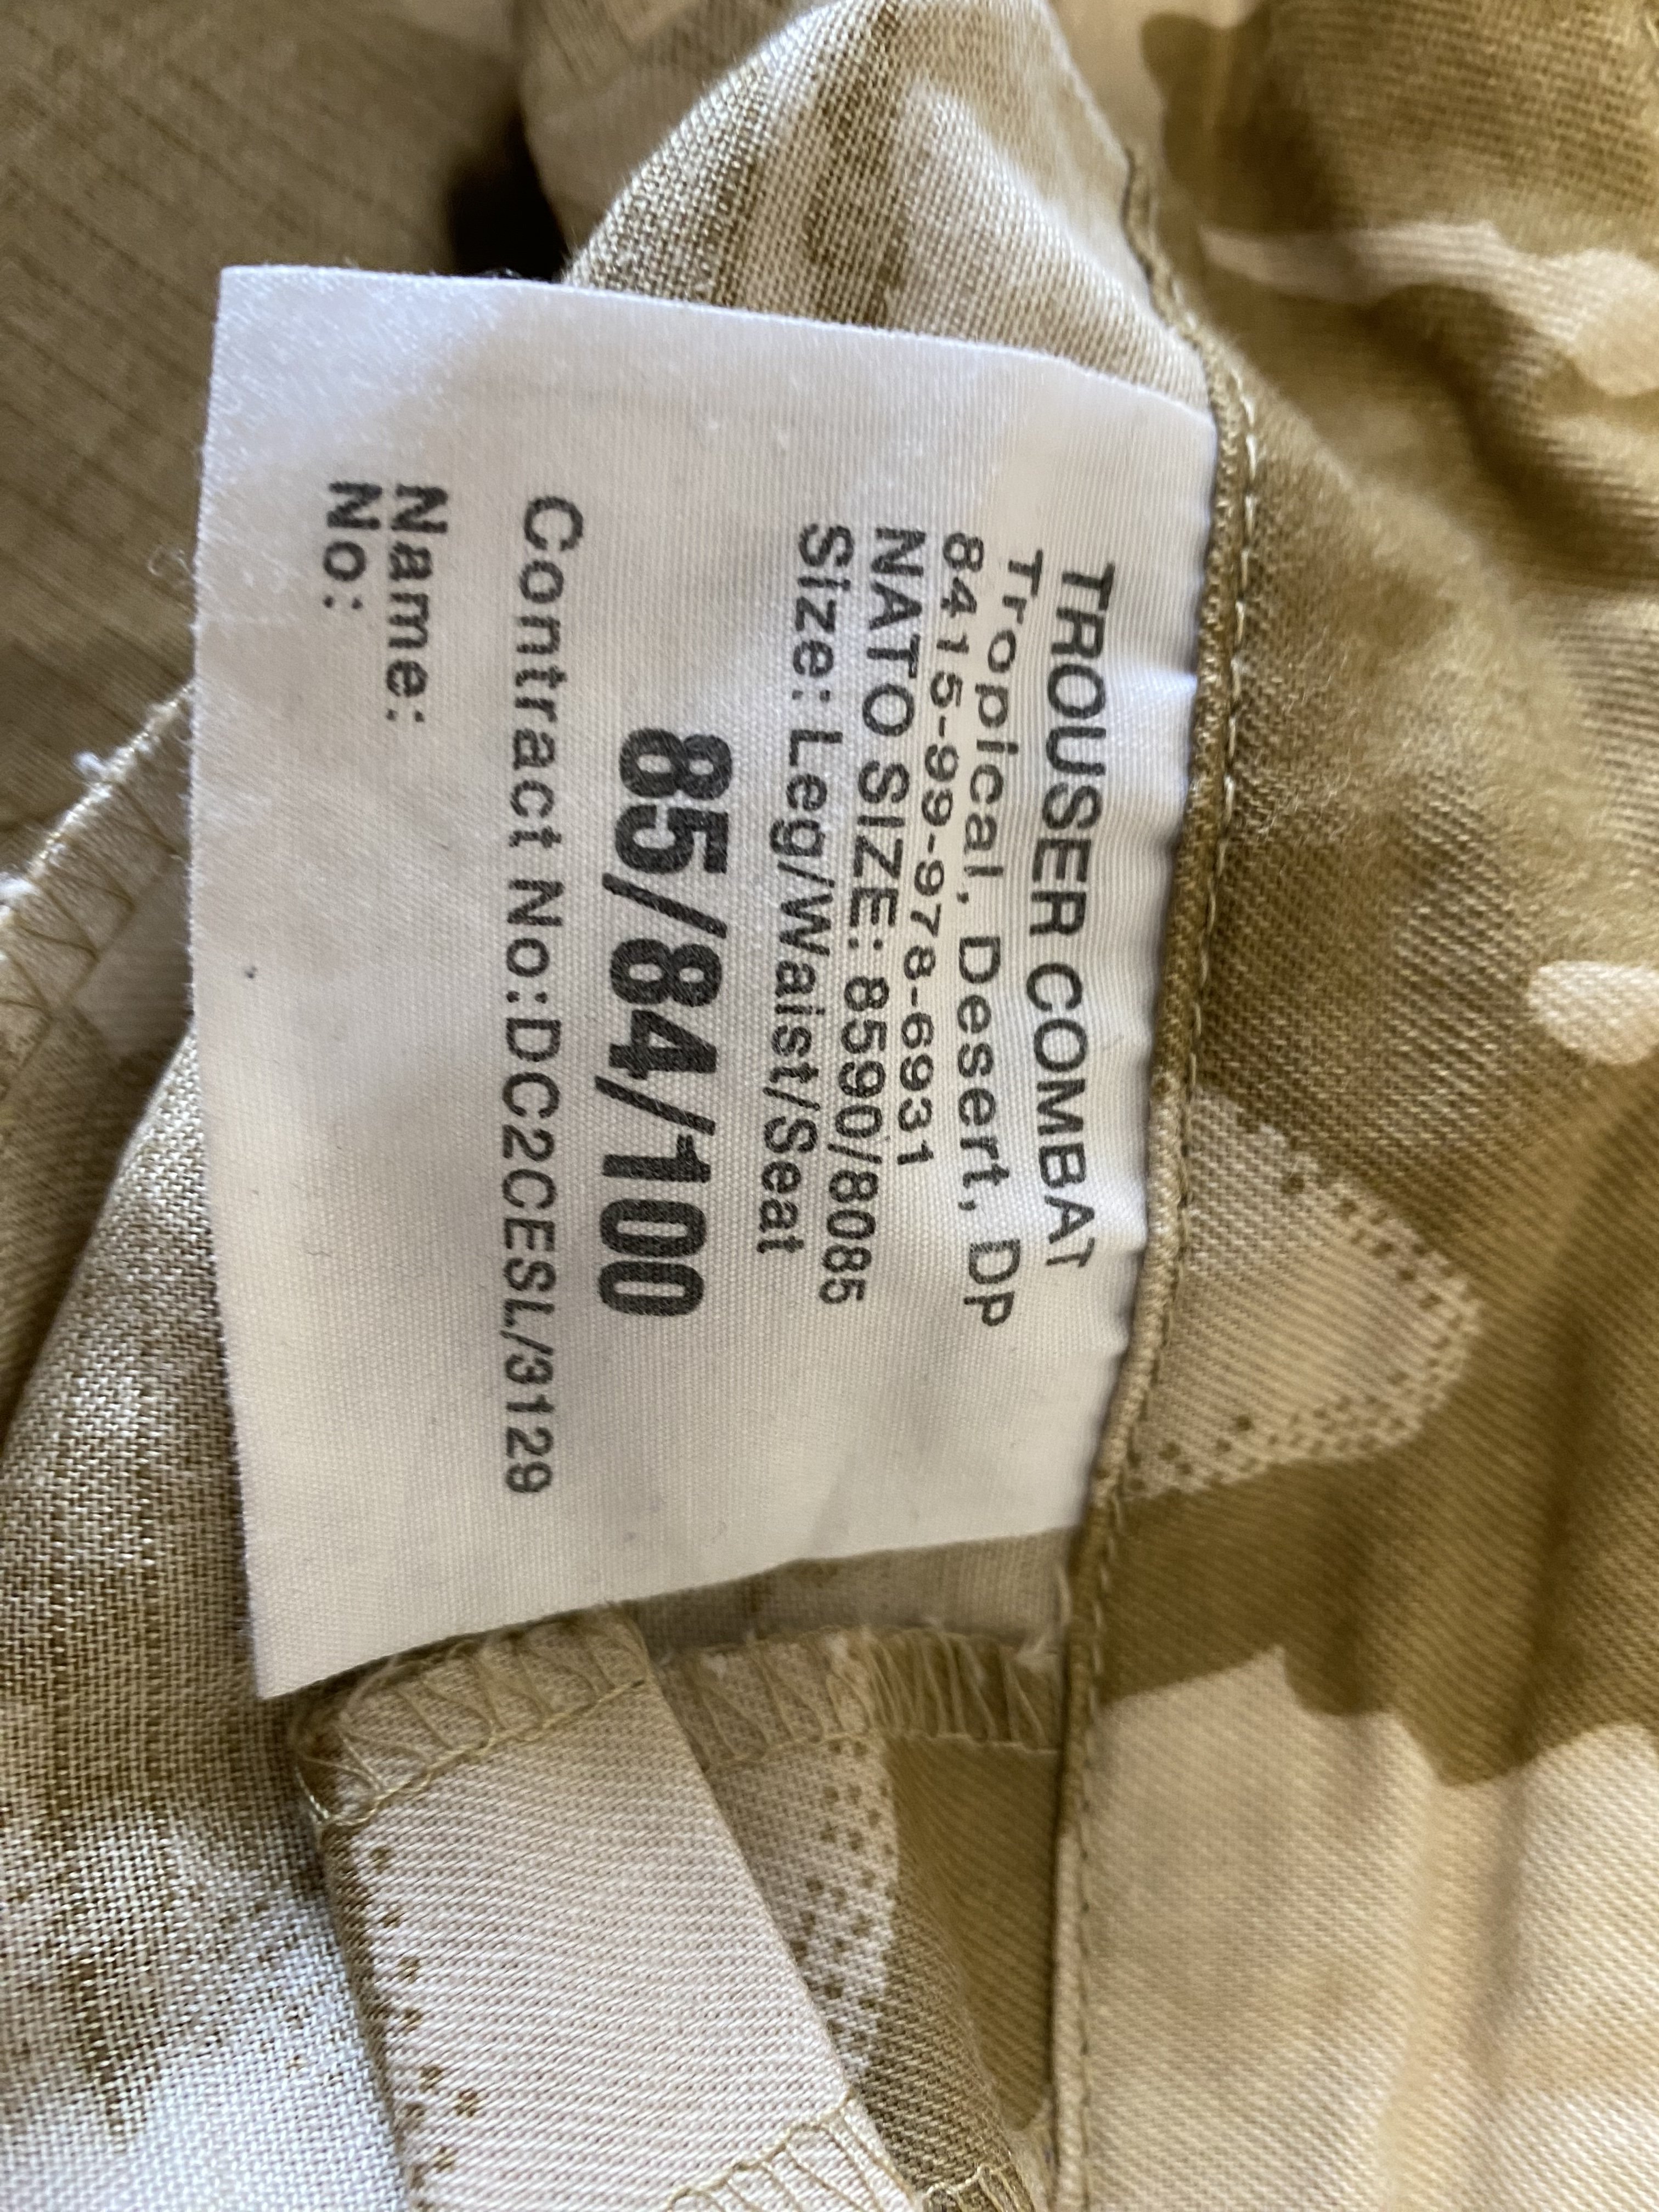 TROUSER COMBAT
Tropical, Desert, DP
8415-99-978-6931
NATO SIZE: 8590/8085
Size: Leg/Waist/Seat
85/84/100
Contract No:DC2CESL/3129
Name:
No: